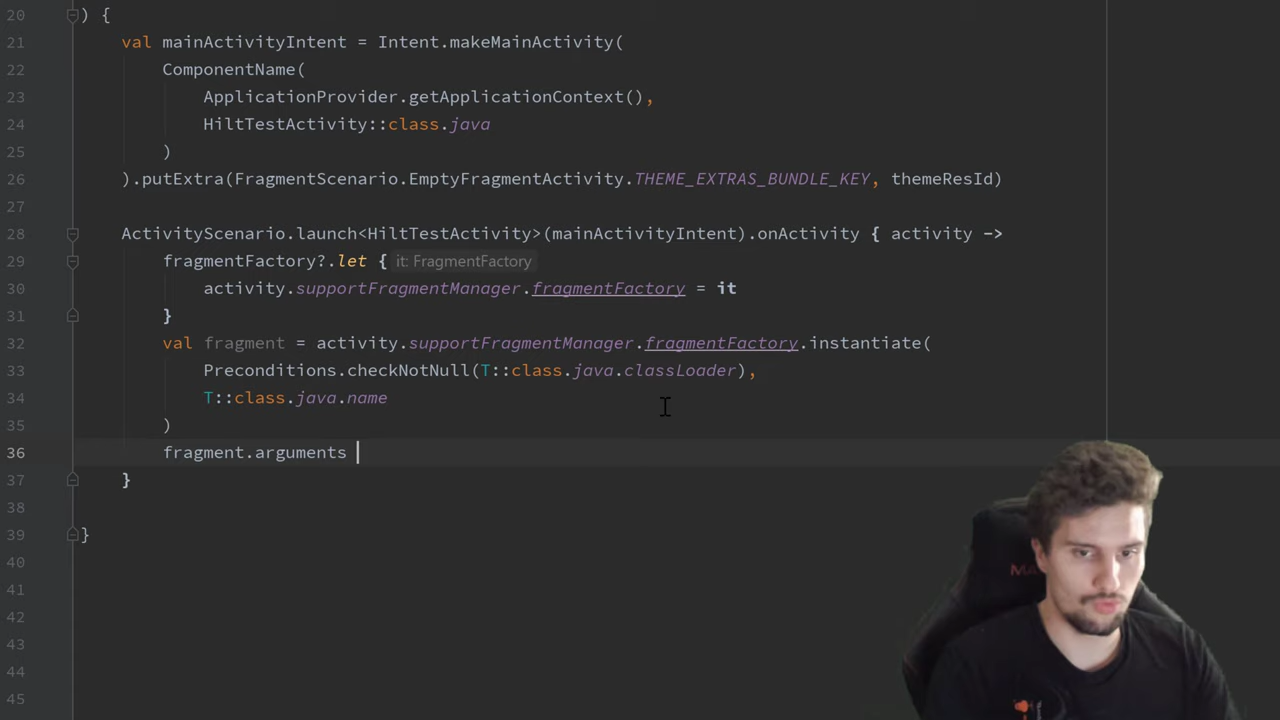 20 ) {
21 val mainActivityIntent = Intent.makeMainActivity(
22 ComponentName(
23 ApplicationProvider.getApplicationContext(),
24 HiltTestActivity::class.java
25 )
26 ).putExtra(FragmentScenario.EmptyFragmentActivity.THEME_EXTRAS_BUNDLE_KEY, themeResId)
27
28 ActivityScenario.launch<HiltTestActivity>(mainActivityIntent).onActivity { activity ->
29 fragmentFactory?.let { it: FragmentFactory
30 activity.supportFragmentManager.fragmentFactory = it
31 }
32 val fragment = activity.supportFragmentManager.fragmentFactory.instantiate(
33 Preconditions.checkNotNull(T::class.java.classLoader),
34 T::class.java.name
35 )
36 fragment.arguments
37 }
38
39 }
40
41
42
43
44
45